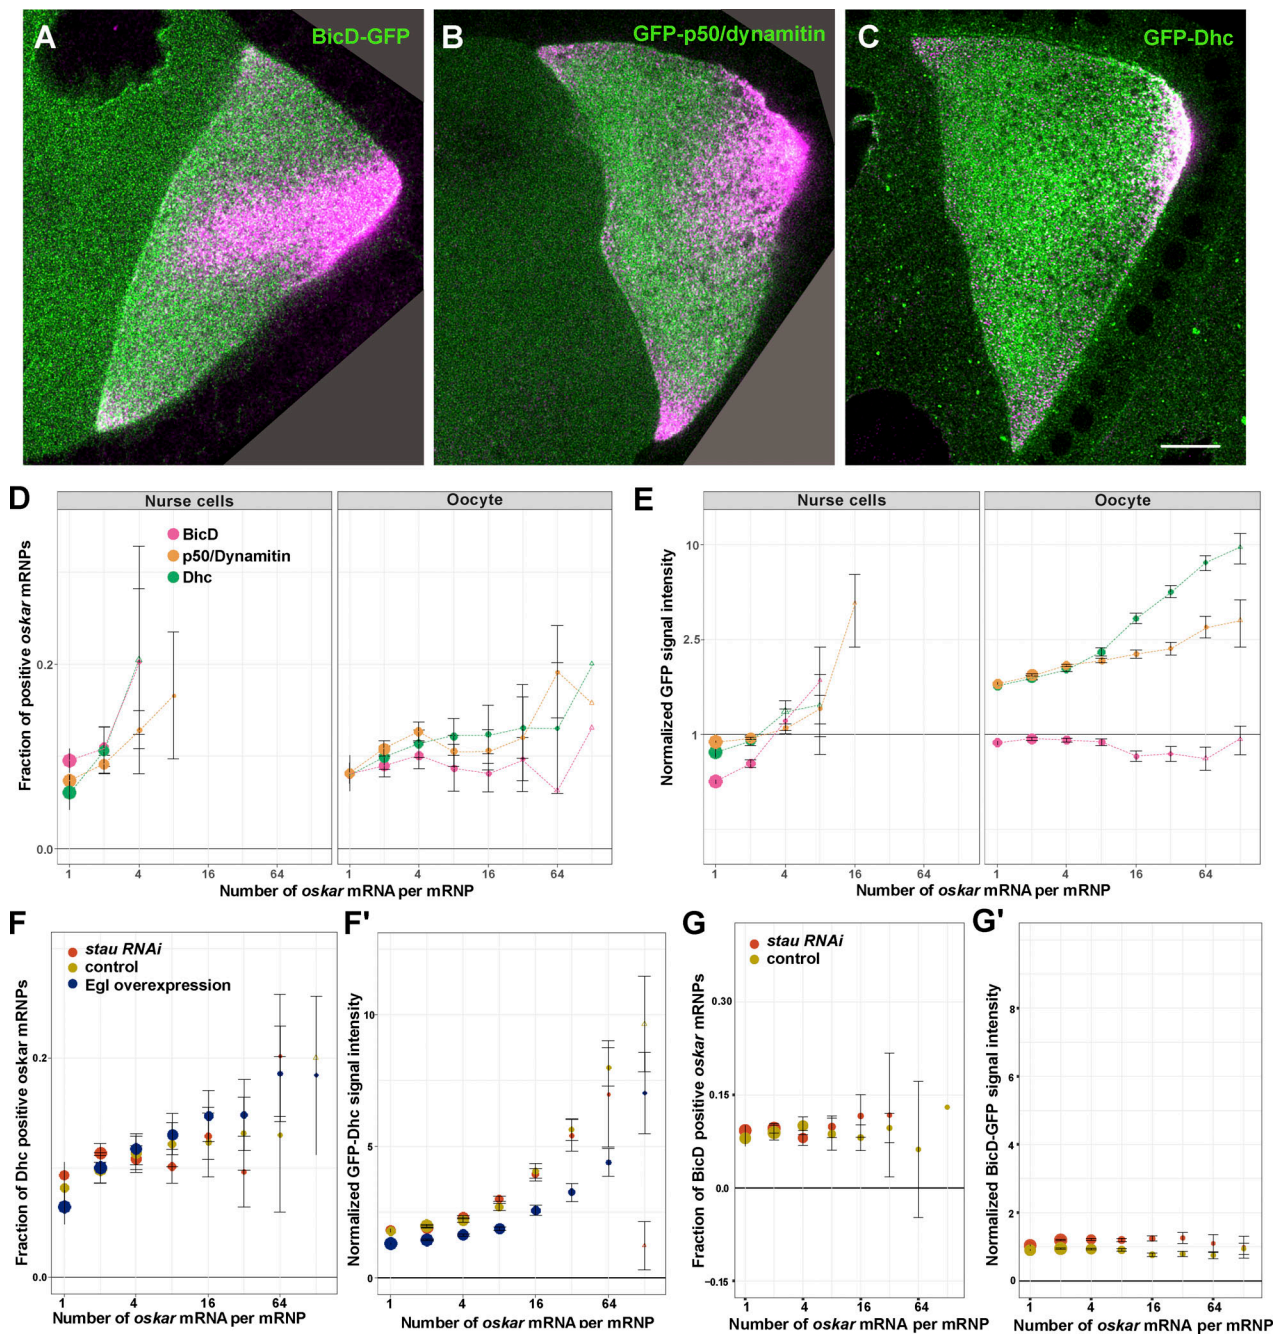 A
BicD-GFP
B
GFP-p50/dynamitin
C
GFP-Dhc
D
Nurse cells
Oocyte
BicD
p50/Dynamitin
Dhc
Fraction of positive oskar mRNPs
0.2
0.0
1
4
16
64
1
4
16
64
Number of oskar mRNA per mRNP
E
Nurse cells
Oocyte
Normalized GFP signal intensity
10
2.5
1
1
4
16
64
1
4
16
64
Number of oskar mRNA per mRNP
F
stau RNAi
control
Egl overexpression
Fraction of Dhc positive oskar mRNPs
0.2
0.0
1
4
16
64
Number of oskar mRNA per mRNP
F'
Normalized GFP-Dhc signal intensity
10
5
0
1
4
16
64
Number of oskar mRNA per mRNP
G
stau RNAi
control
Fraction of BicD positive oskar mRNPs
0.30
0.15
0.0
−0.15
1
4
16
64
Number of oskar mRNA per mRNP
G'
Normalized BicD-GFP signal intensity
8
6
4
2
0
1
4
16
64
Number of oskar mRNA per mRNP